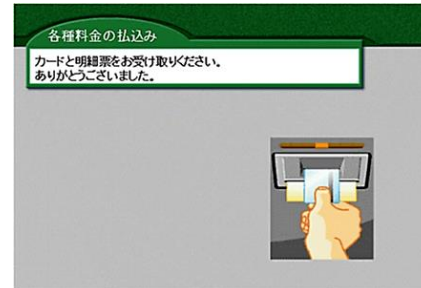 各種料金の払込み
カードと明細票をお受け取りください。
ありがとうございました。